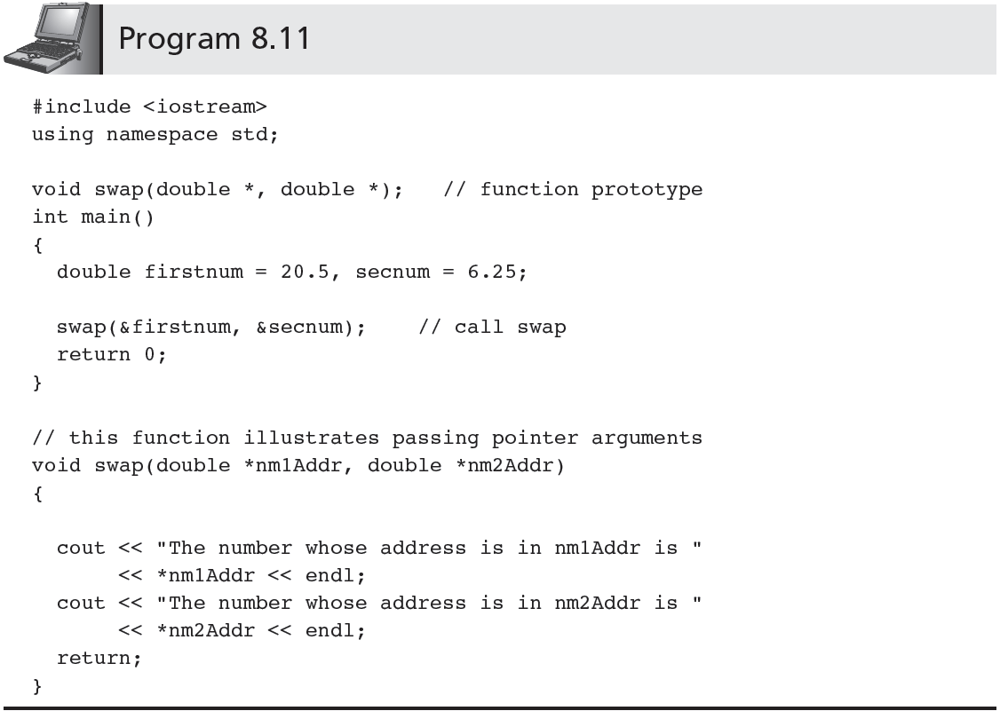 Program 8.11
#include <iostream>
using namespace std;
void swap(double *, double *);   // function prototype
int main()
{
  double firstnum = 20.5, secnum = 6.25;
  swap(&firstnum, &secnum);    // call swap
  return 0;
}
// this function illustrates passing pointer arguments
void swap(double *nm1Addr, double *nm2Addr)
{
  cout << "The number whose address is in nm1Addr is "
       << *nm1Addr << endl;
  cout << "The number whose address is in nm2Addr is "
       << *nm2Addr << endl;
  return;
}